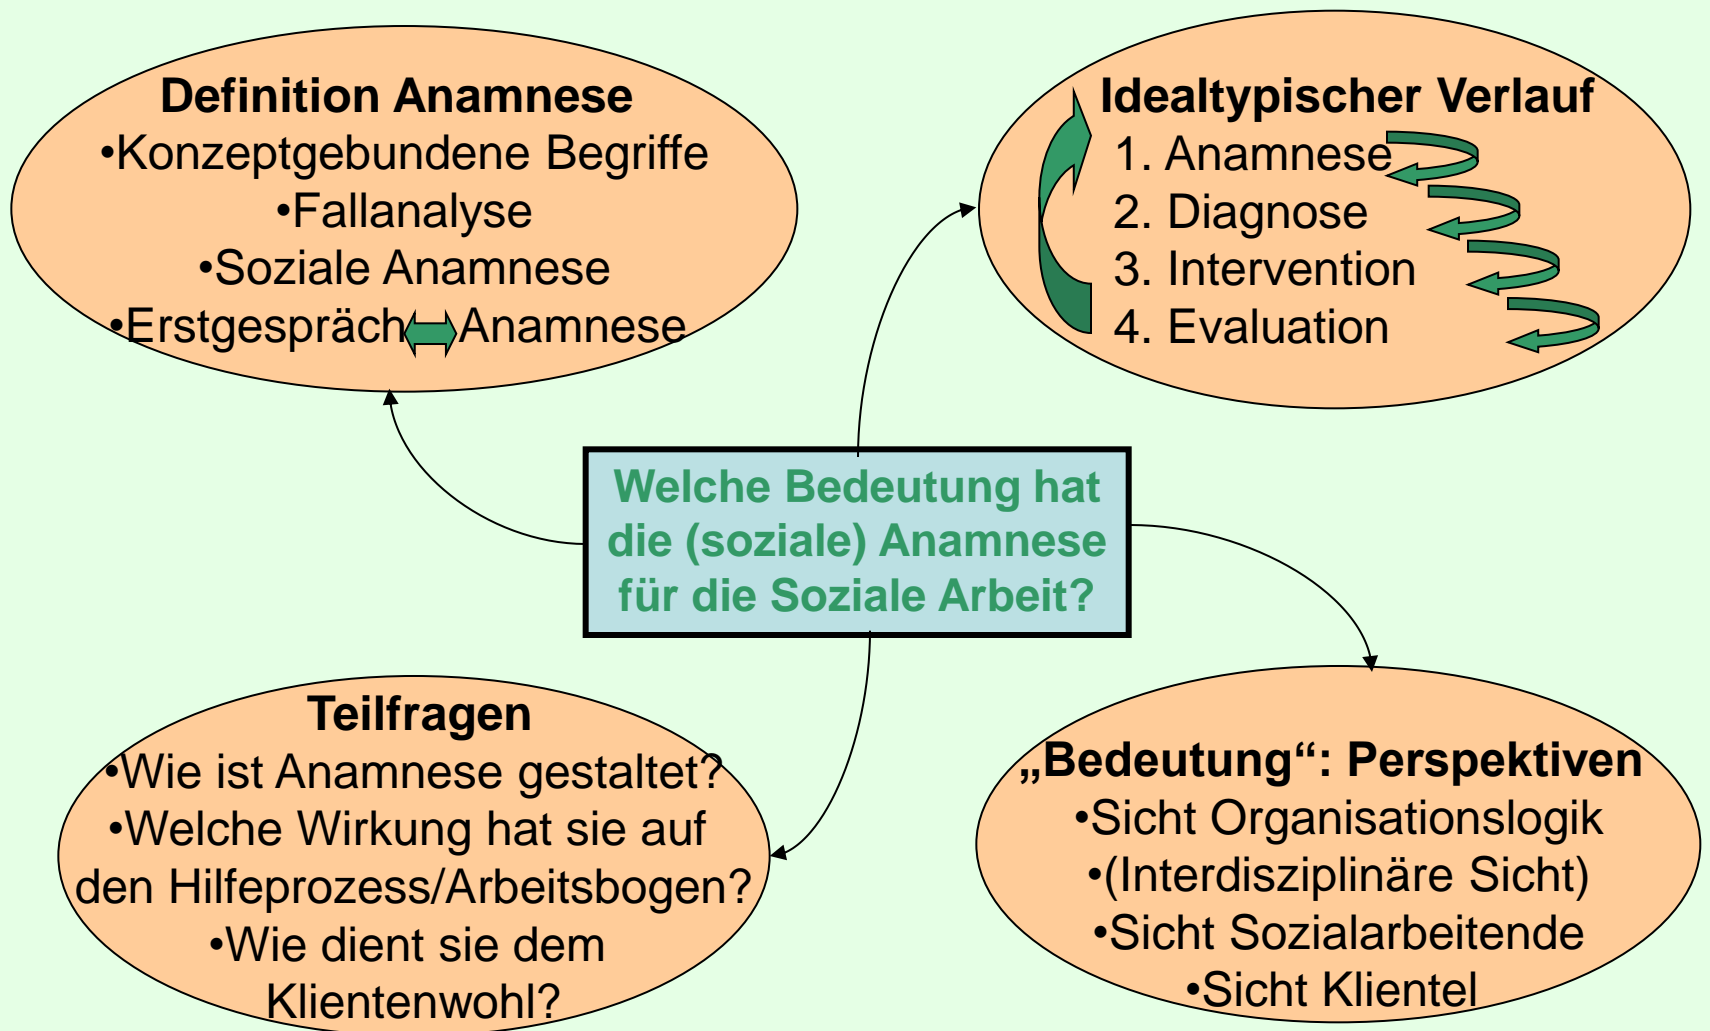 Definition Anamnese
•Konzeptgebundene Begriffe
•Fallanalyse
•Soziale Anamnese
•Erstgespräch Anamnese
Idealtypischer Verlauf
1. Anamnese
2. Diagnose
3. Intervention
4. Evaluation
Welche Bedeutung hat
die (soziale) Anamnese
für die Soziale Arbeit?
Teilfragen
•Wie ist Anamnese gestaltet?
•Welche Wirkung hat sie auf
den Hilfeprozess/Arbeitsbogen?
•Wie dient sie dem
Klientenwohl?
„Bedeutung“: Perspektiven
•Sicht Organisationslogik
•(Interdisziplinäre Sicht)
•Sicht Sozialarbeitende
•Sicht Klientel